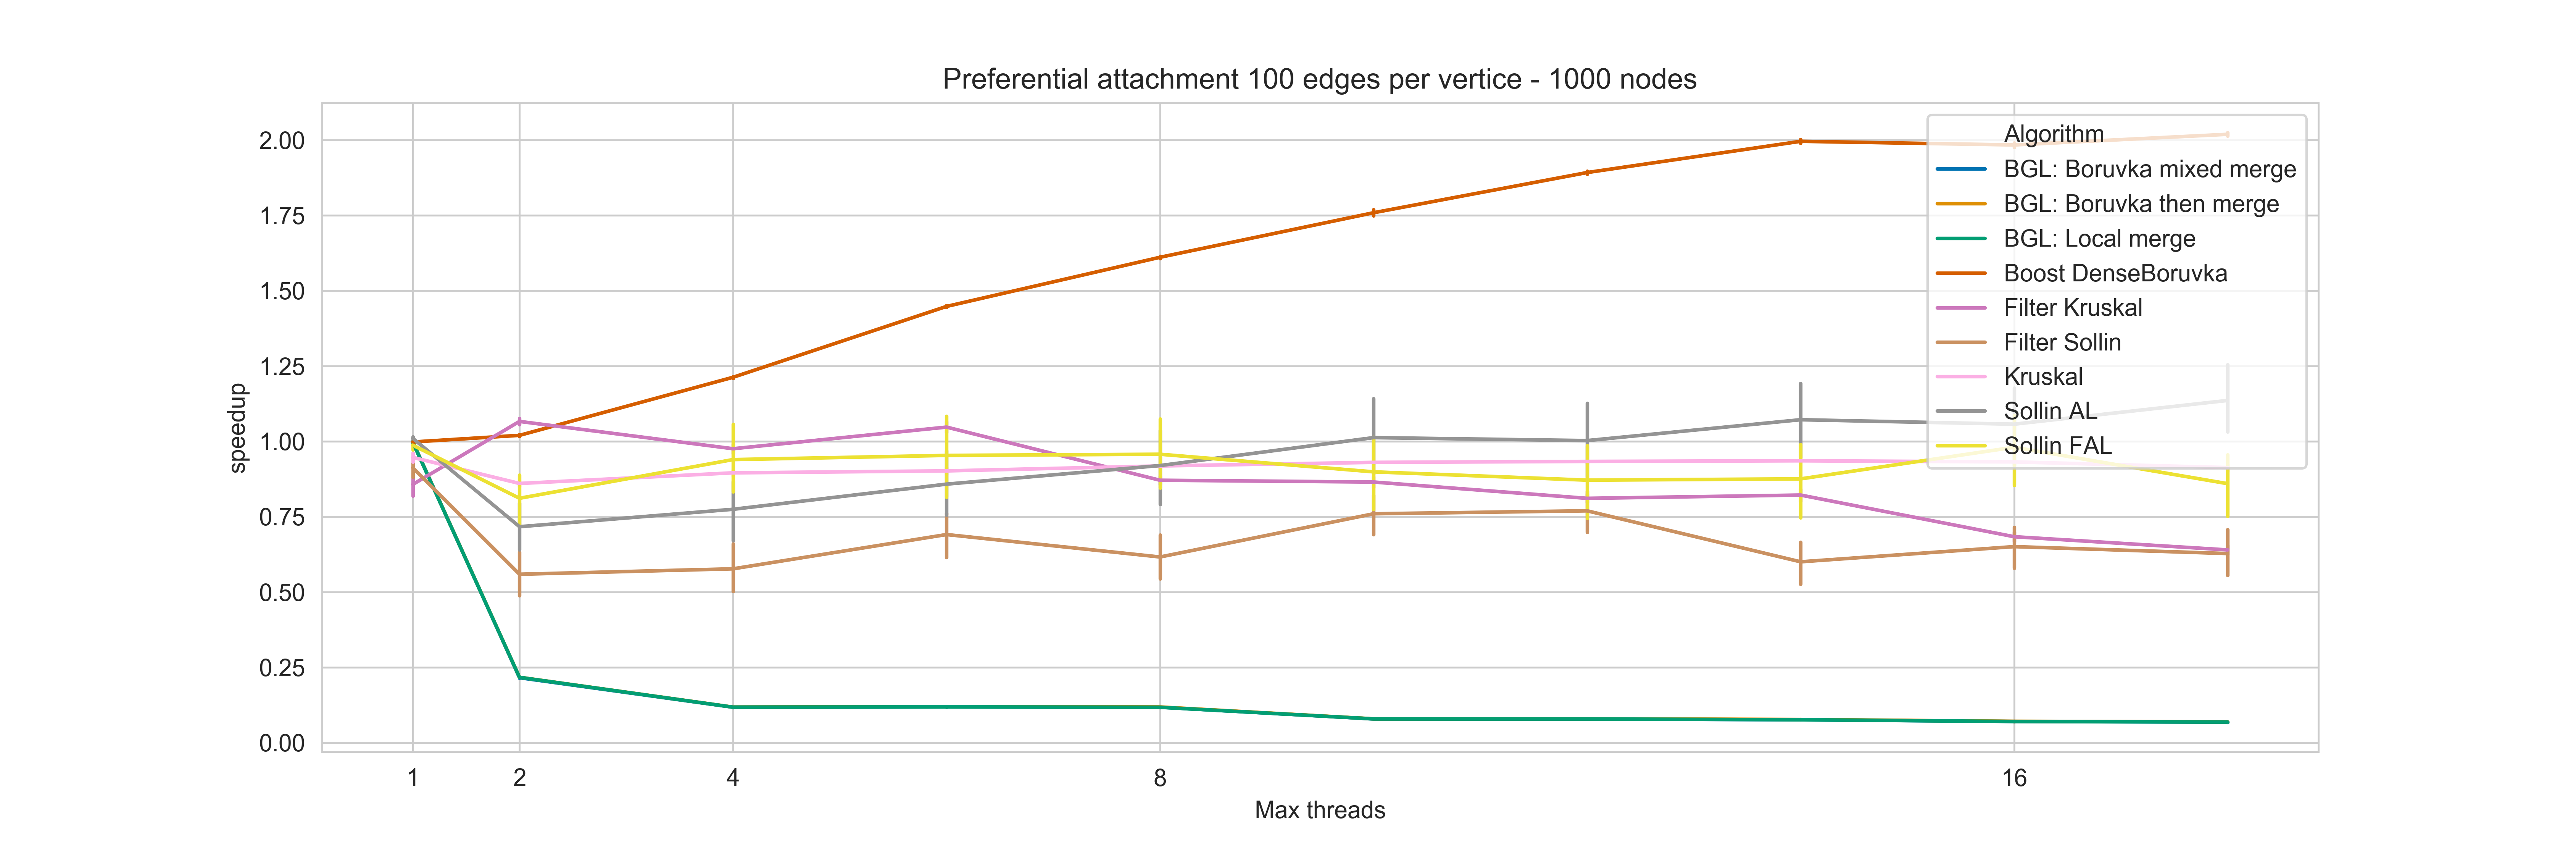 Preferential attachment 100 edges per vertice - 1000 nodes
2.00
1.75
1.50
1.25
1.00
0.75
0.50
0.25
0.00
speedup
Algorithm
BGL: Boruvka mixed merge
BGL: Boruvka then merge
BGL: Local merge
Boost DenseBoruvka
Filter Kruskal
Filter Sollin
Kruskal
Sollin AL
Sollin FAL
1 2 4 8 16
Max threads